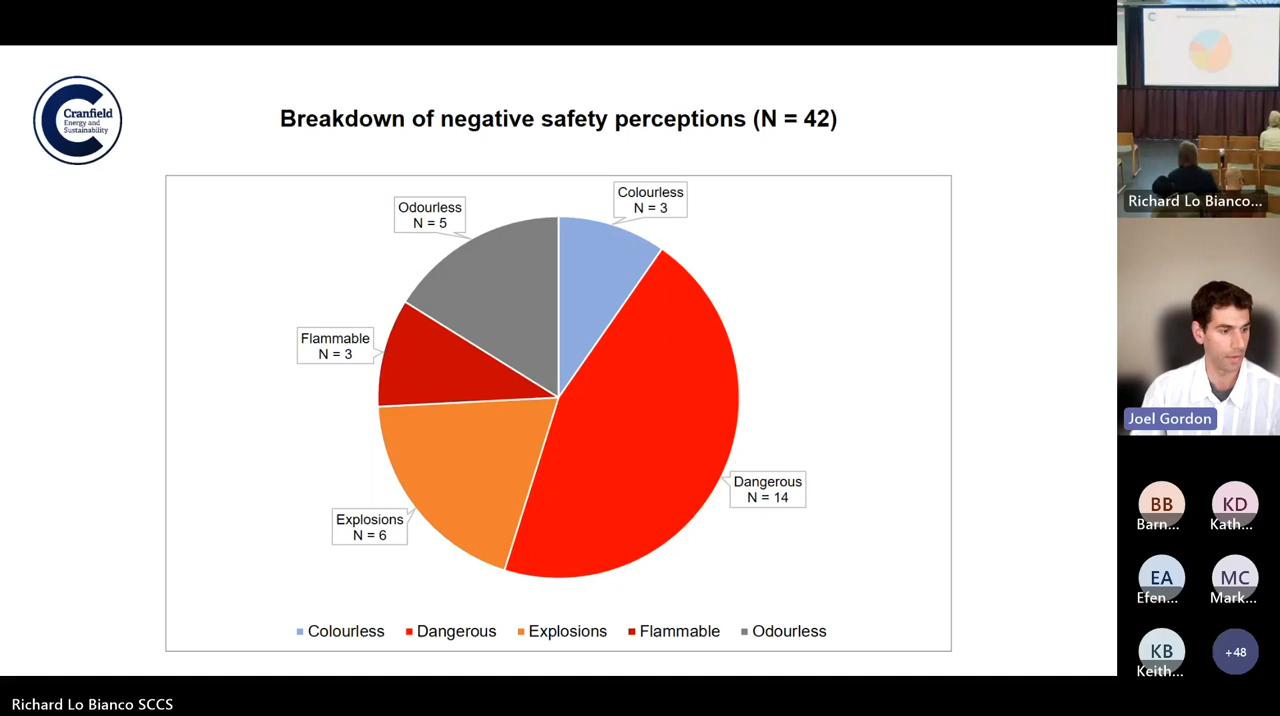 Cranfield
Energy and
Sustainability
Breakdown of negative safety perceptions (N = 42)
Colourless
N = 3
Odourless
N = 5
Flammable
N = 3
Dangerous
N = 14
Explosions
N = 6
Colourless
Dangerous
Explosions
Flammable
Odourless
Richard Lo Bianco...
Joel Gordon
BB
Barn...
KD
Kath...
EA
Efen...
MC
Mark...
KB
Keith...
+48
Richard Lo Bianco SCCS